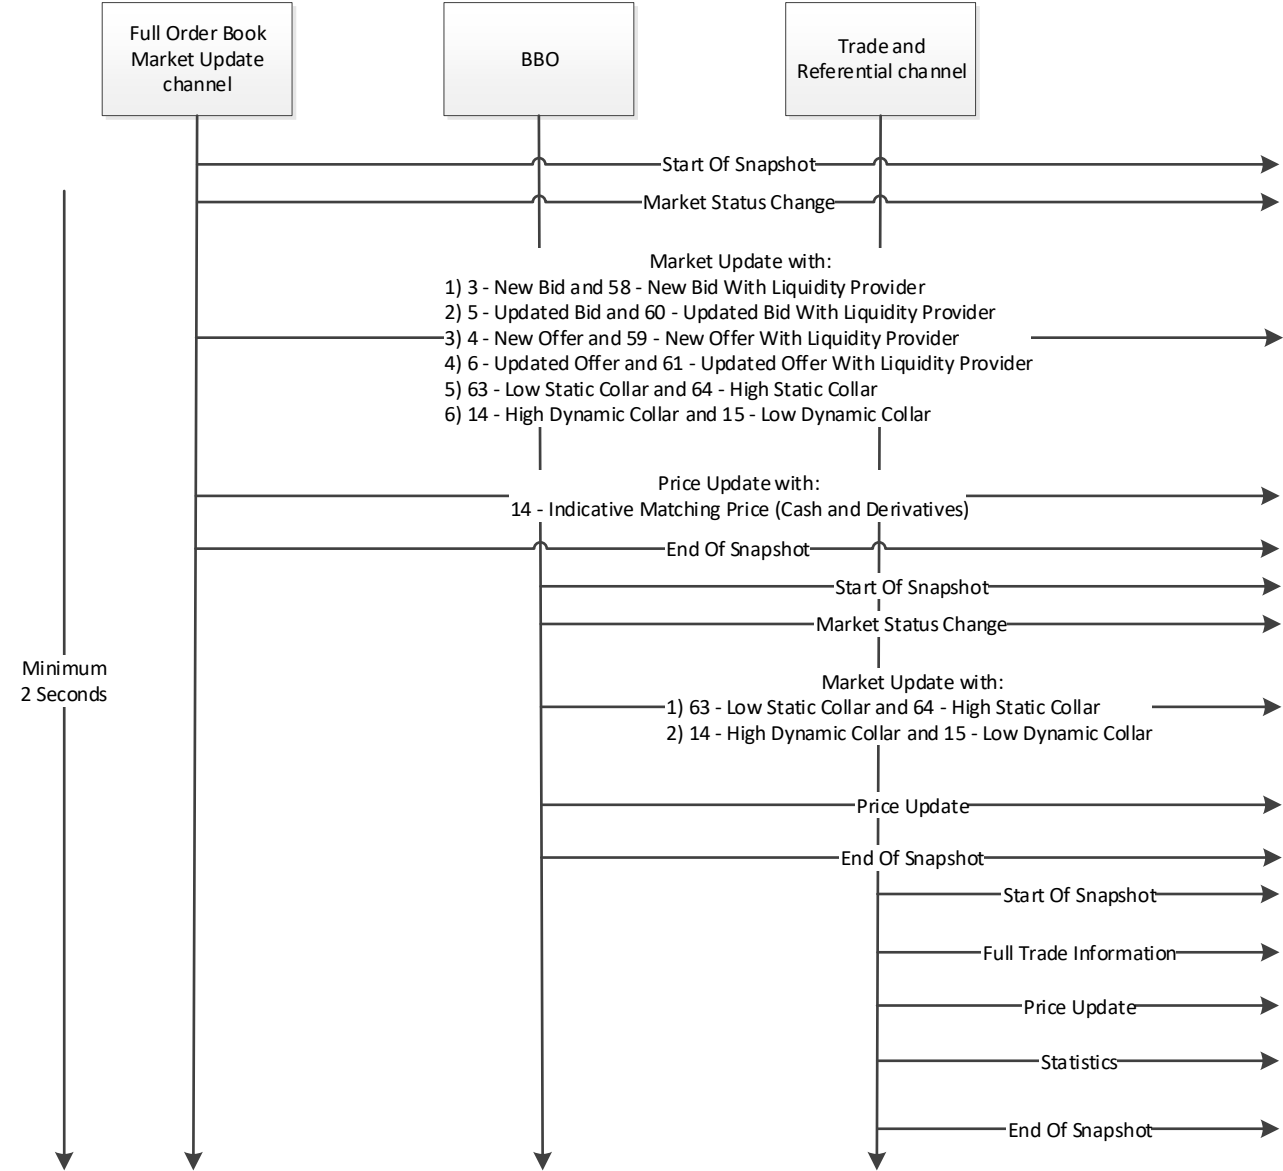 Full Order Book
Market Update
channel
BBO
Trade and
Referential channel
Start Of Snapshot
Market Status Change
Market Update with:
1) 3 - New Bid and 58 - New Bid With Liquidity Provider
2) 5 - Updated Bid and 60 - Updated Bid With Liquidity Provider
3) 4 - New Offer and 59 - New Offer With Liquidity Provider
4) 6 - Updated Offer and 61 - Updated Offer With Liquidity Provider
5) 63 - Low Static Collar and 64 - High Static Collar
6) 14 - High Dynamic Collar and 15 - Low Dynamic Collar
Price Update with:
14 - Indicative Matching Price (Cash and Derivatives)
End Of Snapshot
Start Of Snapshot
Market Status Change
Minimum
2 Seconds
Market Update with:
1) 63 - Low Static Collar and 64 - High Static Collar
2) 14 - High Dynamic Collar and 15 - Low Dynamic Collar
Price Update
End Of Snapshot
Start Of Snapshot
Full Trade Information
Price Update
Statistics
End Of Snapshot